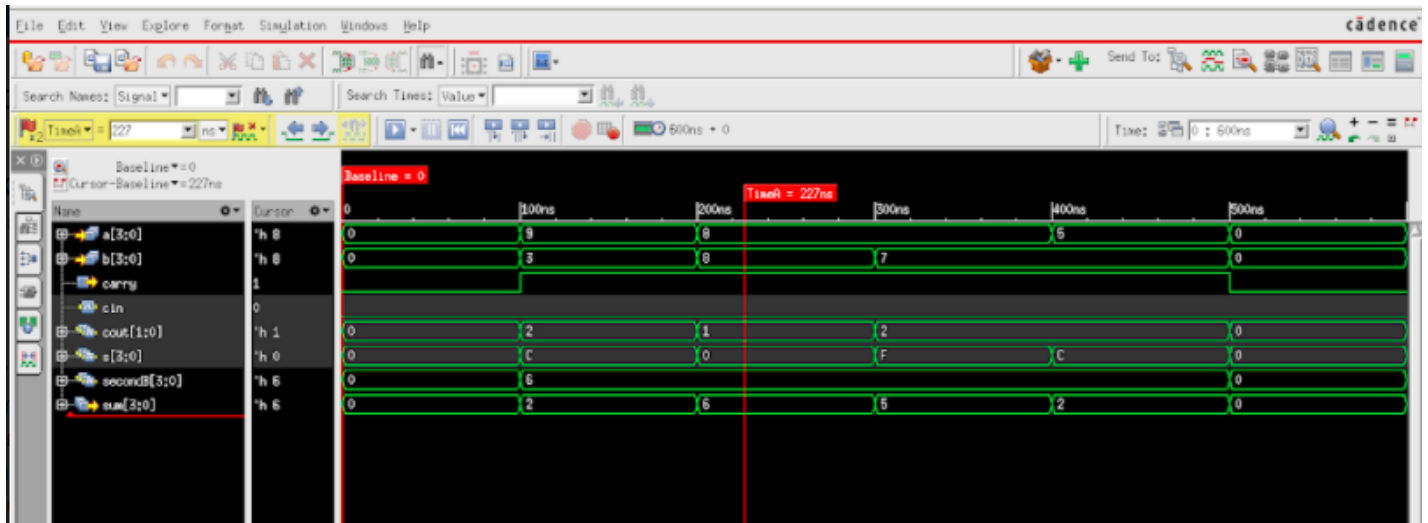 File Edit View Explore Format Simulation Windows Help cādence
Send To:
Search Names: Signal Search Times: Value
x2 TimeA = 227 ns 600ns + 0 Time: 0 : 600ns
Baseline = 0
Cursor-Baseline = 227ns
Baseline = 0
TimeA = 227ns
Name Cursor 0 100ns 200ns 300ns 400ns 500ns
a[3:0] 'h 8 0 9 8 5 0
b[3:0] 'h 8 0 3 8 7 0
carry 1
cin 0
cout[1:0] 'h 1 0 2 1 2 0
s[3:0] 'h 0 0 C 0 F C 0
secondB[3:0] 'h 6 0 6 0
sum[3:0] 'h 6 0 2 6 5 2 0